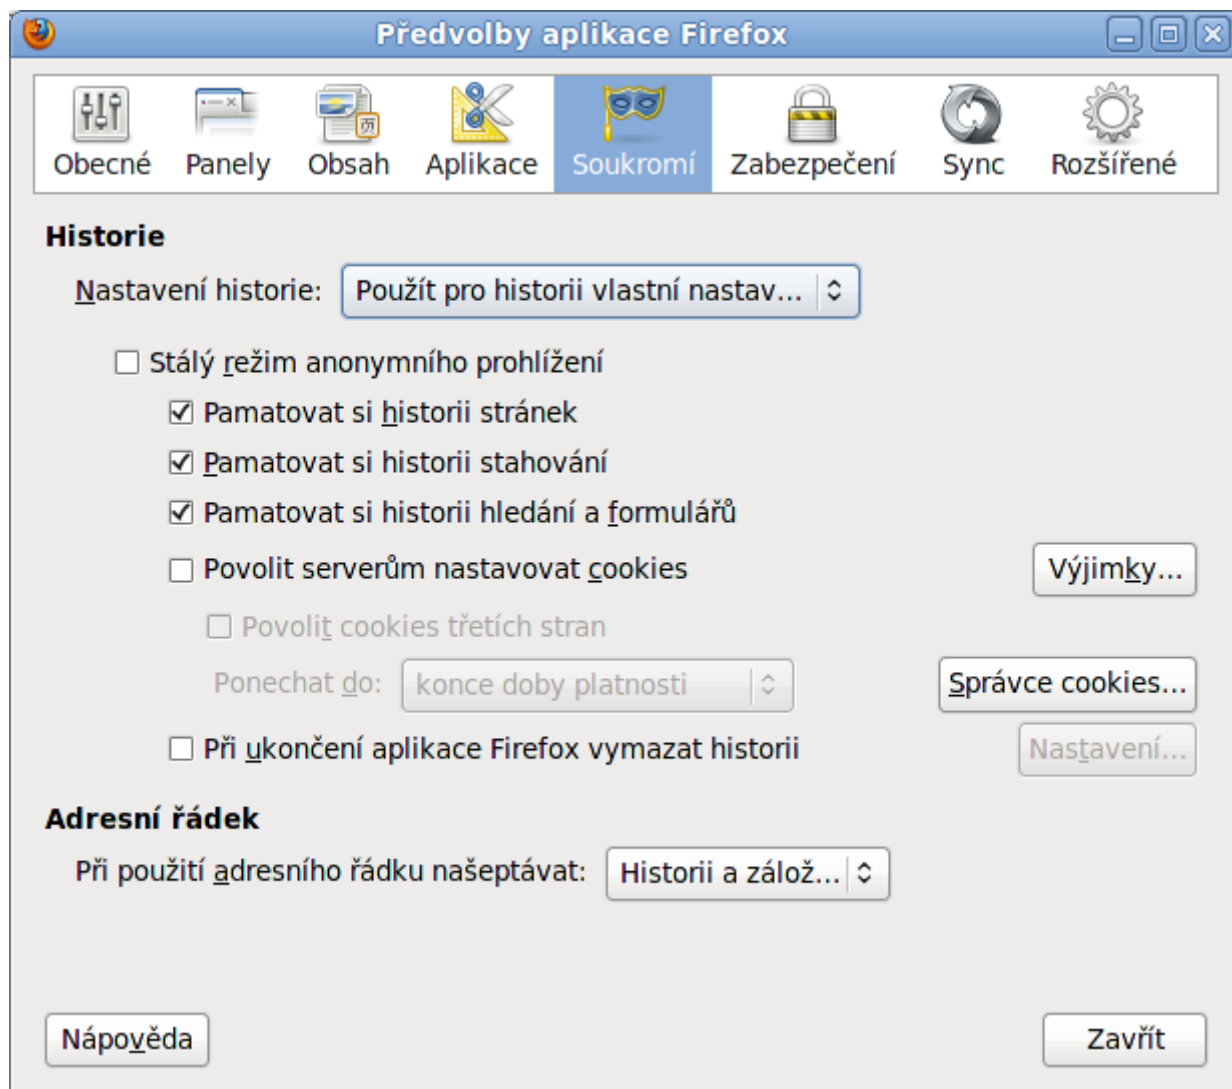 Předvolby aplikace Firefox
Obecné Panely Obsah Aplikace Soukromí Zabezpečení Sync Rozšířené
Historie
Nastavení historie: Použít pro historii vlastní nastav...
Stálý režim anonymního prohlížení
Pamatovat si historii stránek
Pamatovat si historii stahování
Pamatovat si historii hledání a formulářů
Povolit serverům nastavovat cookies Výjimky...
Povolit cookies třetích stran
Ponechat do: konce doby platnosti Správce cookies...
Při ukončení aplikace Firefox vymazat historii Nastavení...
Adresní řádek
Při použití adresního řádku našeptávat: Historii a zálož...
Nápověda Zavřít